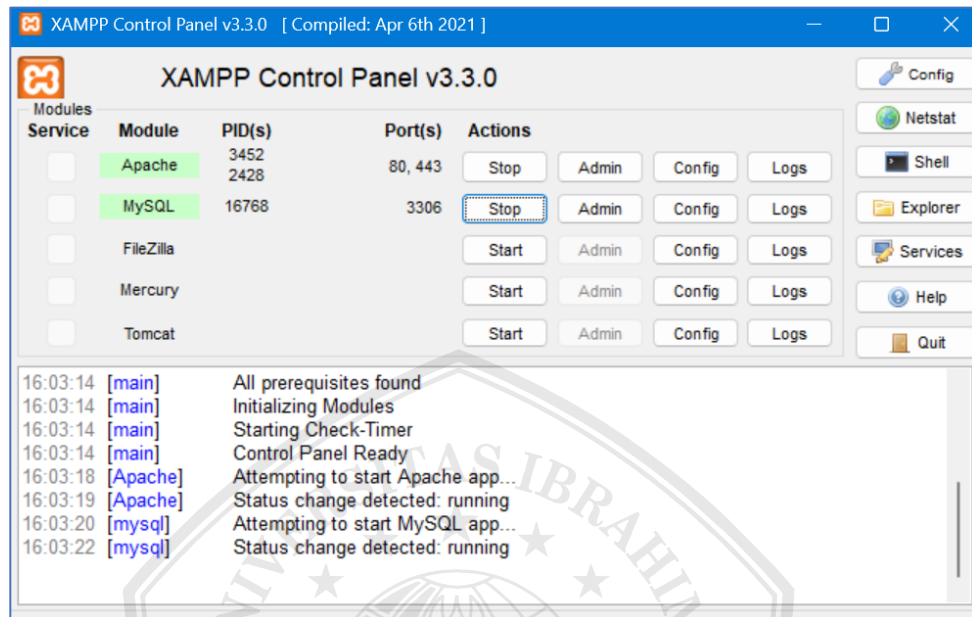 XAMPP Control Panel v3.3.0 [ Compiled: Apr 6th 2021 ]
XAMPP Control Panel v3.3.0
Config
Modules
Netstat
Service Module PID(s) Port(s) Actions
Apache 3452 2428 80, 443 Stop Admin Config Logs
Shell
MySQL 16768 3306 Stop Admin Config Logs
Explorer
FileZilla Start Admin Config Logs
Services
Mercury Start Admin Config Logs
Help
Tomcat Start Admin Config Logs
Quit
16:03:14 [main] All prerequisites found
16:03:14 [main] Initializing Modules
16:03:14 [main] Starting Check-Timer
16:03:14 [main] Control Panel Ready
16:03:18 [Apache] Attempting to start Apache app...
16:03:19 [Apache] Status change detected: running
16:03:20 [mysql] Attempting to start MySQL app...
16:03:22 [mysql] Status change detected: running
UNIVERSITAS IBRAHIM